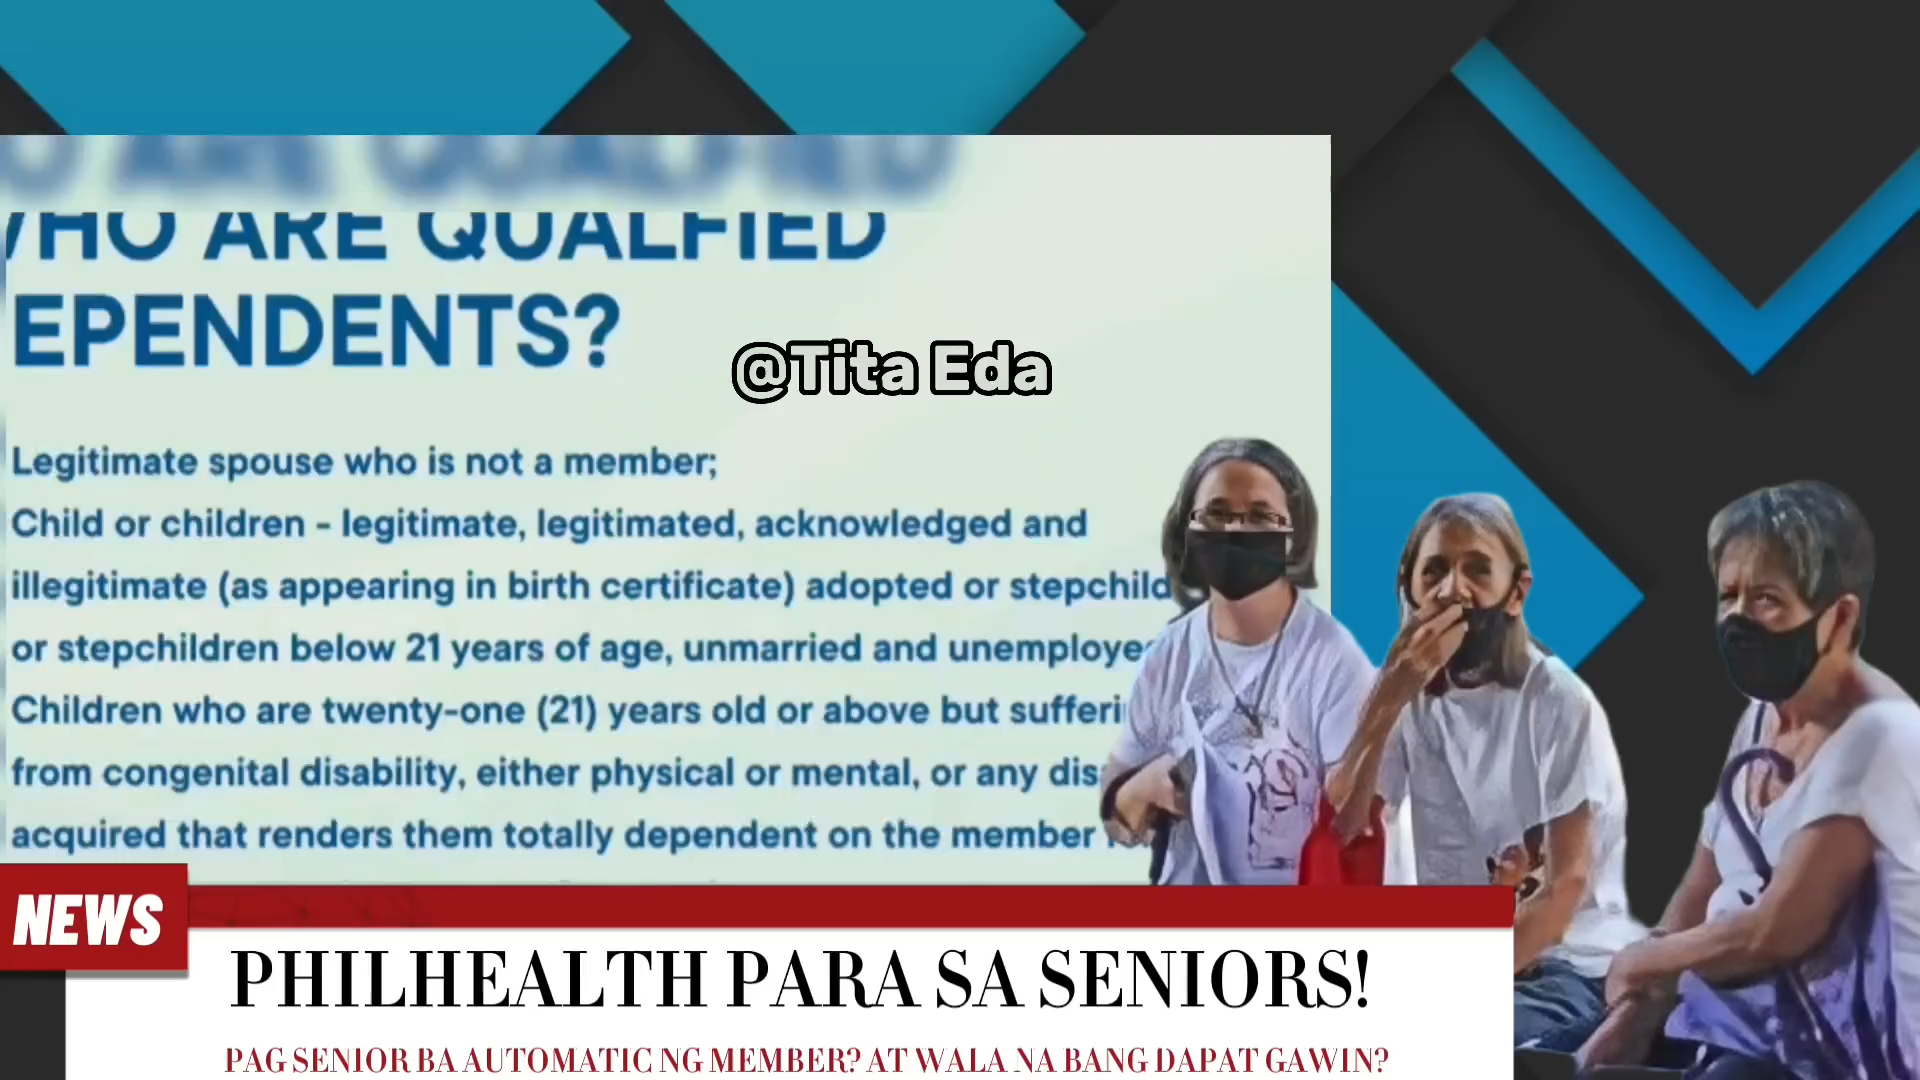 HO ARE QUALFIED
EPENDENTS?
@Tita Eda
Legitimate spouse who is not a member;
Child or children - legitimate, legitimated, acknowledged and
illegitimate (as appearing in birth certificate) adopted or stepchild
or stepchildren below 21 years of age, unmarried and unemploye
Children who are twenty-one (21) years old or above but sufferi
from congenital disability, either physical or mental, or any dis
acquired that renders them totally dependent on the member
NEWS
PHILHEALTH PARA SA SENIORS!
PAG SENIOR BA AUTOMATIC NG MEMBER? AT WALA NA BANG DAPAT GAWIN?